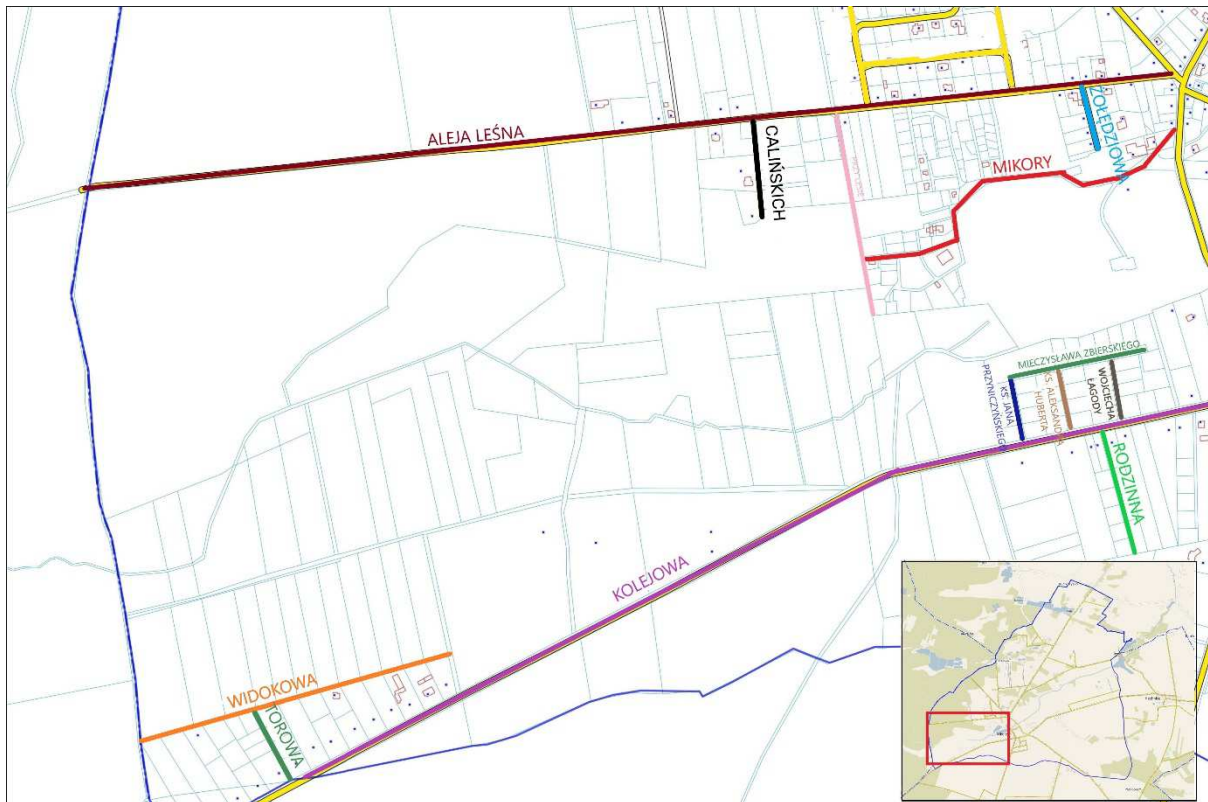 ALEJA LEŚNA
CALIŃSKICH
ŻOŁĘDZIOWA
MIKORY
MIECZYSŁAWA ZBIERSKIEGO
KS. JANA
PRZYNICZYŃSKIEGO
KS. ALEKSANDRA
HUBERTA
WOJCIECHA
ŁAGODY
RODZINNA
KOLEJOWA
WIDOKOWA
TOROWA